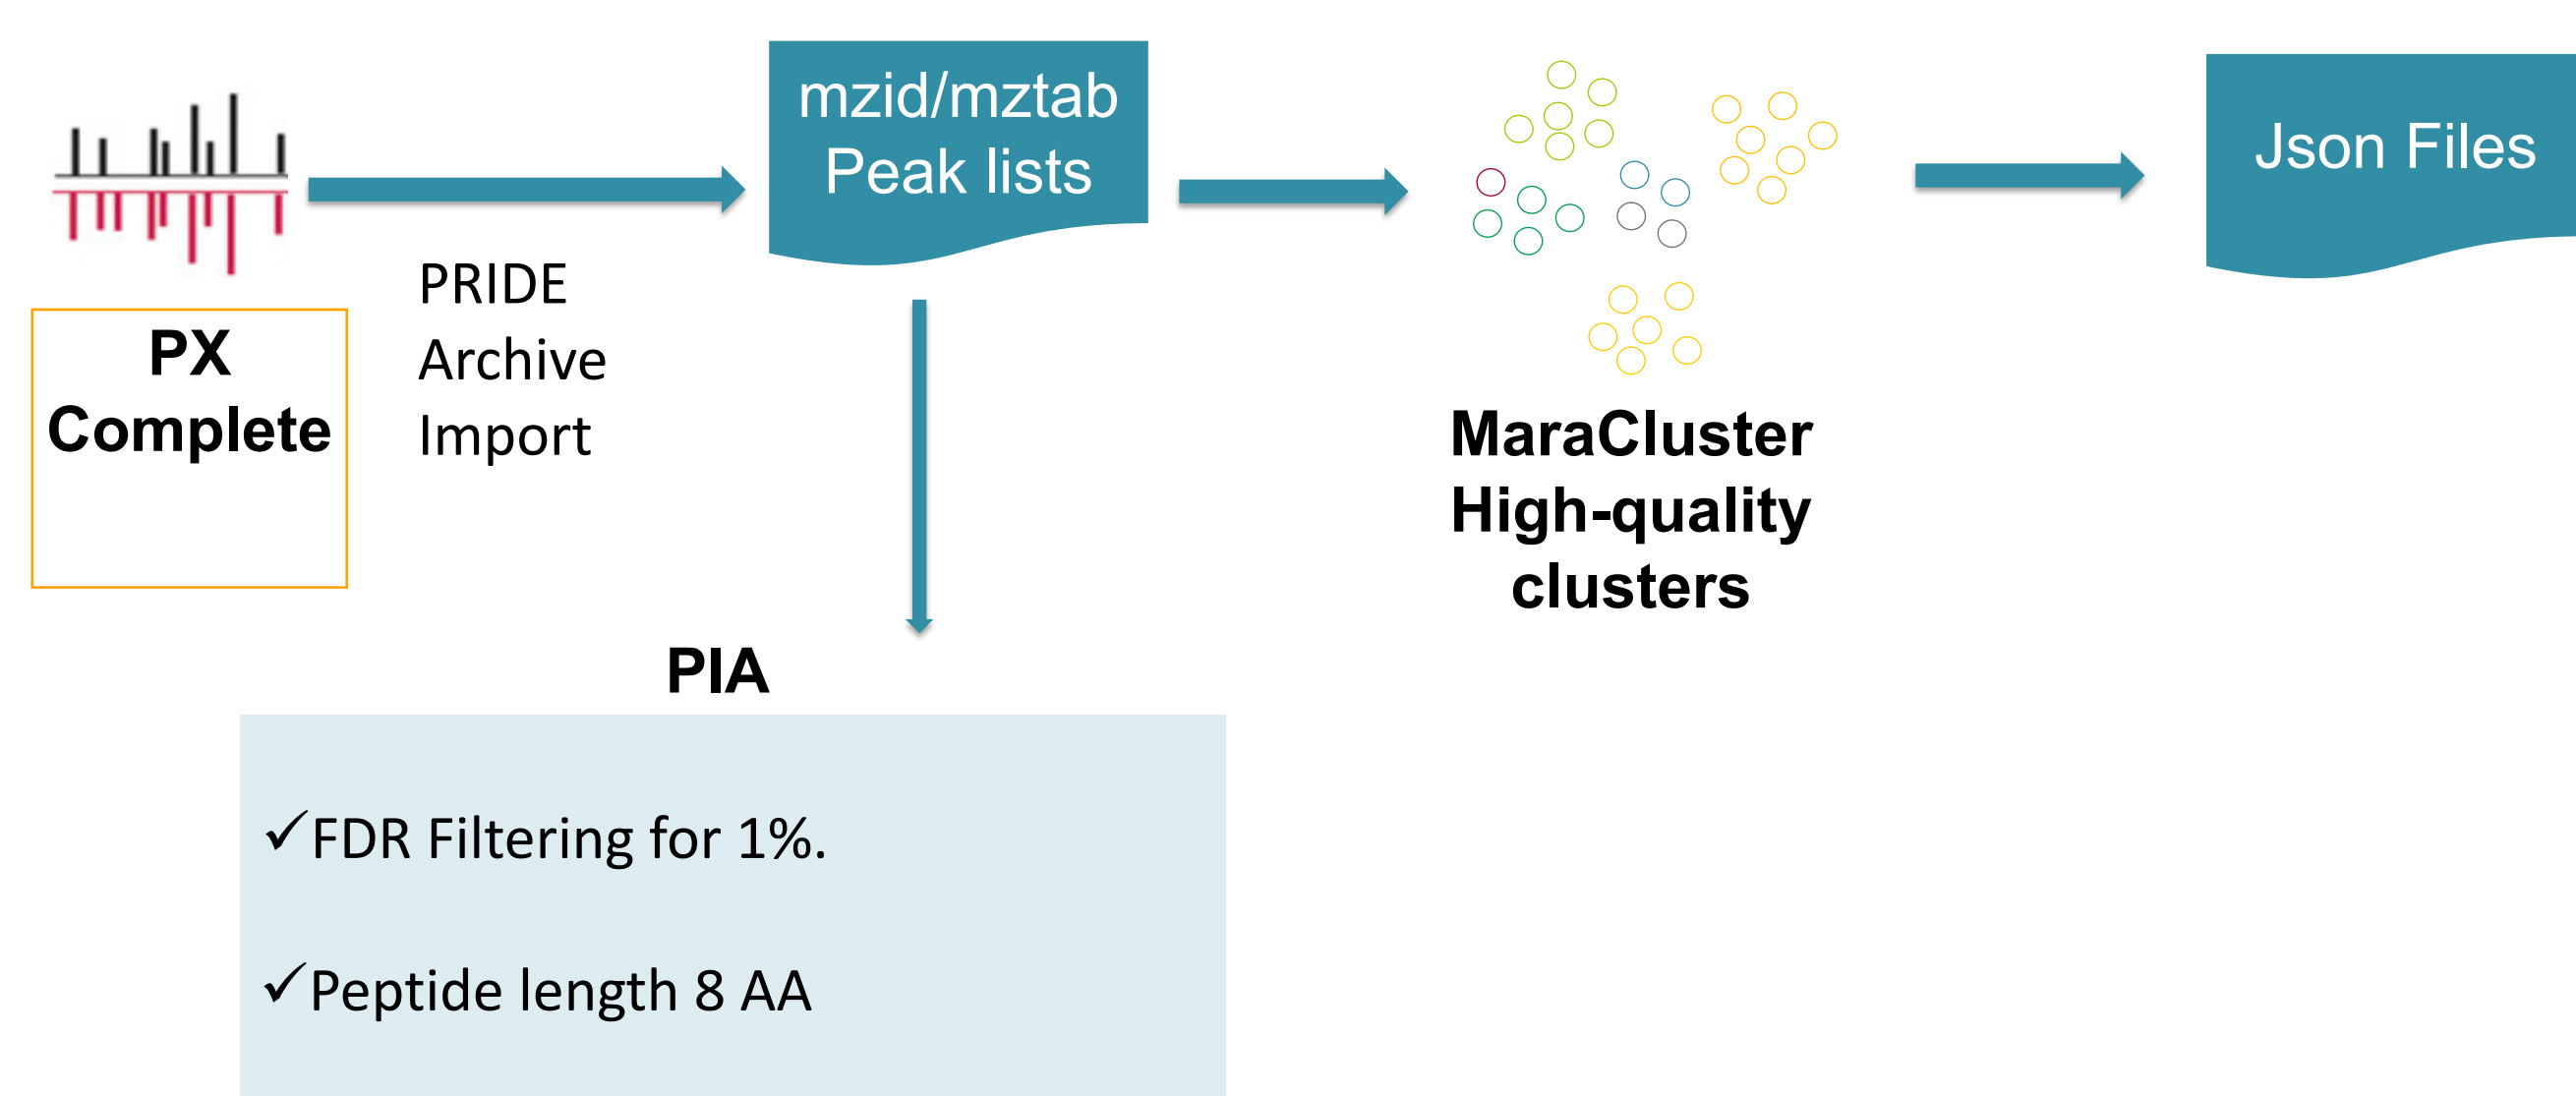 PX
Complete
PRIDE
Archive
Import
mzid/mztab
Peak lists
MaraCluster
High-quality
clusters
Json Files
PIA
✓FDR Filtering for 1%.
✓Peptide length 8 AA